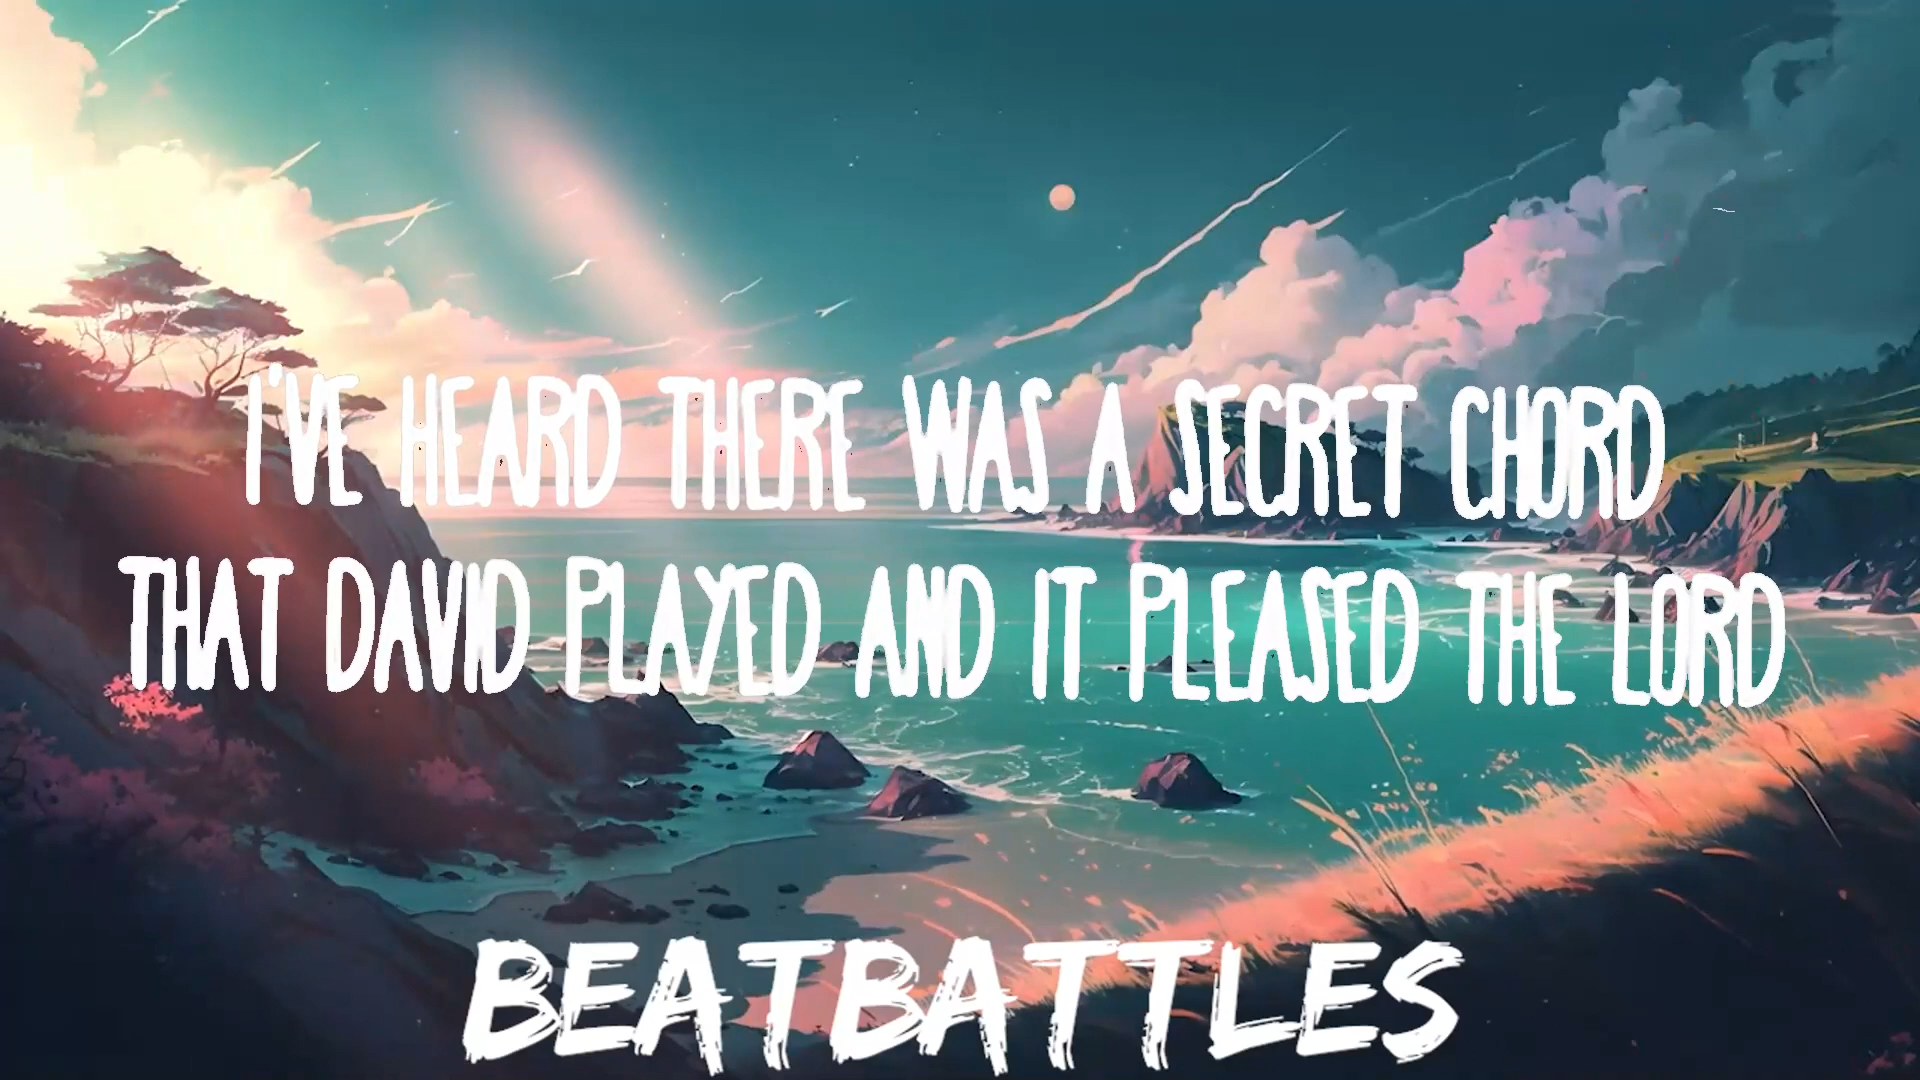 I'VE HEARD THERE WAS A SECRET CHORD
THAT DAVID PLAYED AND IT PLEASED THE LORD
BEATBATTLES